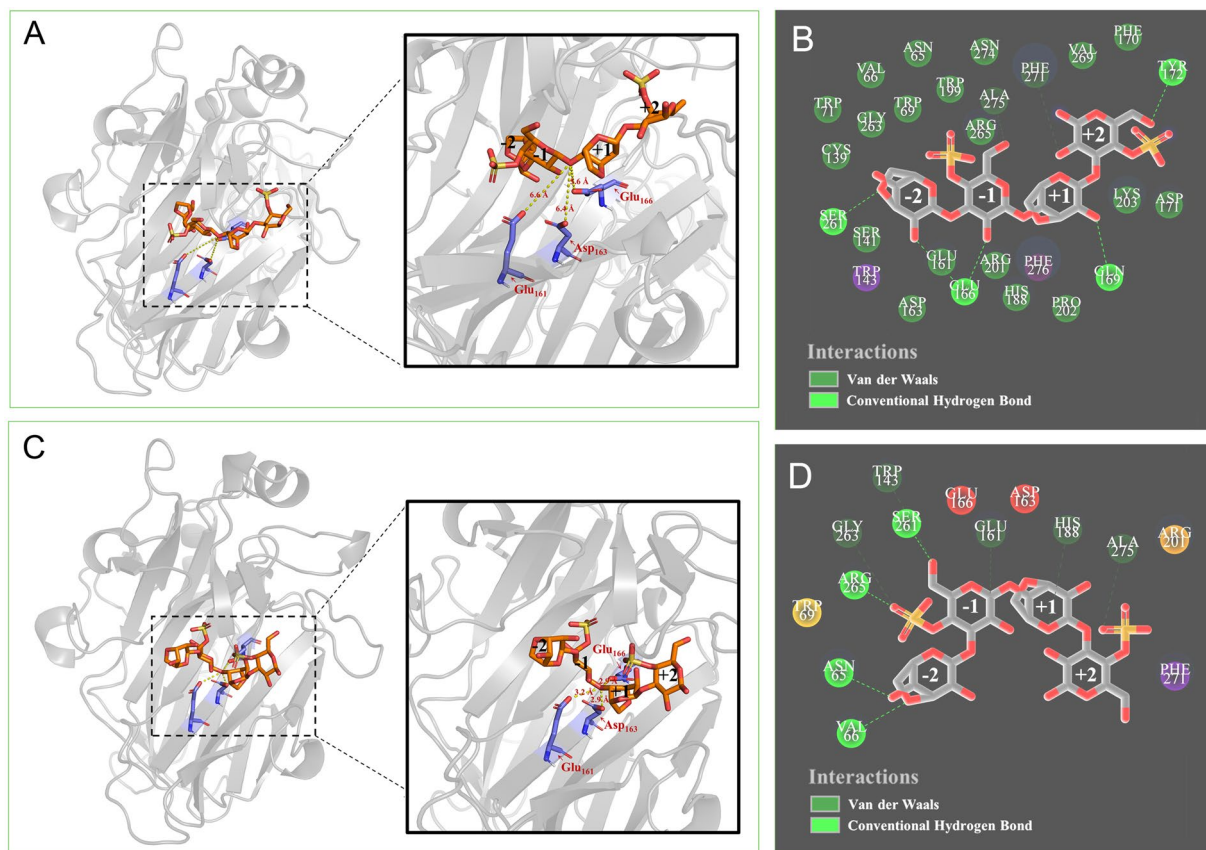 A
-2
-1
+1
+2
6.6 Å
6.4 Å
Glu166
Asp163
Glu161
B
PHE
170
ASN
65
ASN
274
VAL
269
PHE
271
TYR
172
VAL
66
TRP
199
ALA
275
TRP
71
GLY
263
TRP
69
ARG
265
CYS
139
+2
-2
-1
+1
LYS
203
ASP
171
SER
261
SER
141
TRP
143
GLU
161
ARG
201
PHE
276
GLN
169
GLU
166
HIS
188
ASP
163
PRO
202
Interactions
Van der Waals
Conventional Hydrogen Bond
C
-2
+1
+2
Glu166
2.9 Å
3.2 Å
2.9 Å
Asp163
Glu161
D
TRP
143
GLU
166
ASP
163
SER
261
GLY
263
GLU
161
HIS
188
ALA
275
ARG
201
ARG
265
-1
+1
TRP
69
ASN
65
-2
+2
PHE
271
VAL
66
Interactions
Van der Waals
Conventional Hydrogen Bond